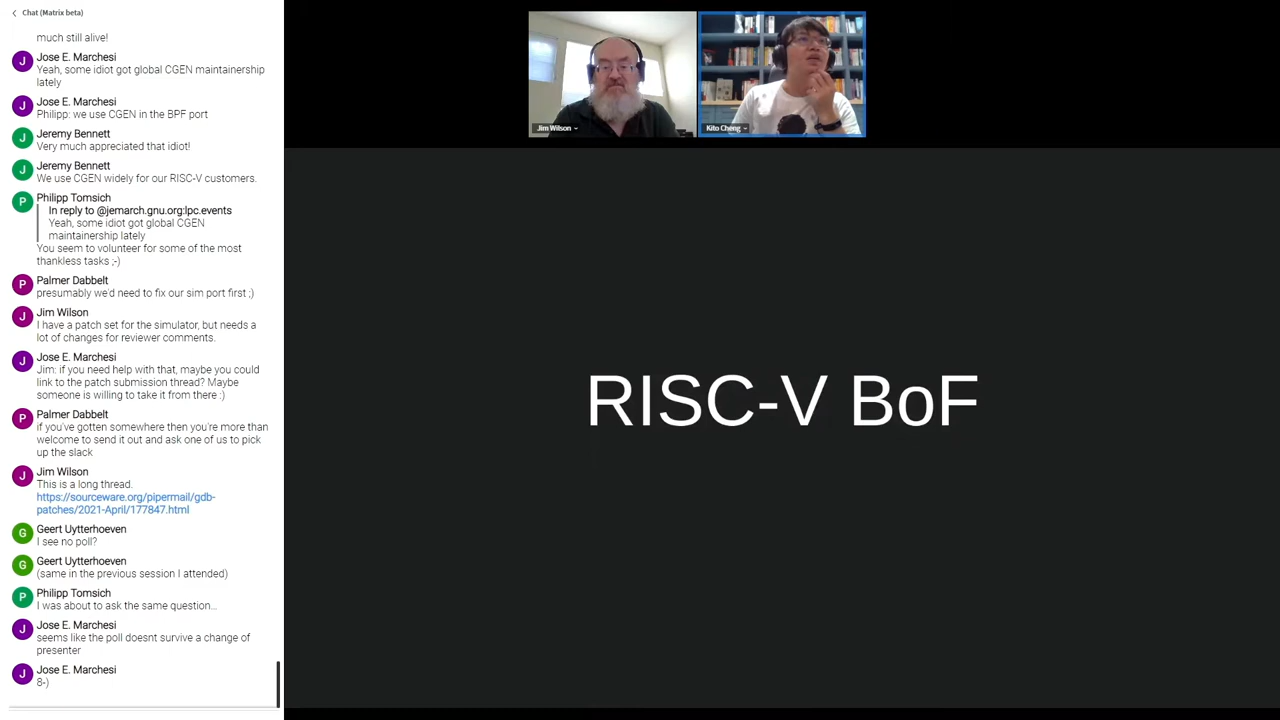 Chat (Matrix beta)
much still alive!
J
Jose E. Marchesi
Yeah, some idiot got global CGEN maintainership
lately
J
Jose E. Marchesi
Philipp: we use CGEN in the BPF port
J
Jeremy Bennett
Very much appreciated that idiot!
J
Jeremy Bennett
We use CGEN widely for our RISC-V customers.
P
Philipp Tomsich
In reply to @jemarch.gnu.org:lpc.events
Yeah, some idiot got global CGEN
maintainership lately
You seem to volunteer for some of the most
thankless tasks ;-)
P
Palmer Dabbelt
presumably we'd need to fix our sim port first ;)
J
Jim Wilson
I have a patch set for the simulator, but needs a
lot of changes for reviewer comments.
J
Jose E. Marchesi
Jim: if you need help with that, maybe you could
link to the patch submission thread? Maybe
someone is willing to take it from there :)
P
Palmer Dabbelt
if you've gotten somewhere then you're more than
welcome to send it out and ask one of us to pick
up the slack
J
Jim Wilson
This is a long thread.
https://sourceware.org/pipermail/gdb-
patches/2021-April/177847.html
G
Geert Uytterhoeven
I see no poll?
G
Geert Uytterhoeven
(same in the previous session I attended)
P
Philipp Tomsich
I was about to ask the same question...
J
Jose E. Marchesi
seems like the poll doesnt survive a change of
presenter
J
Jose E. Marchesi
8-)
Jim Wilson
Kito Cheng
RISC-V BoF